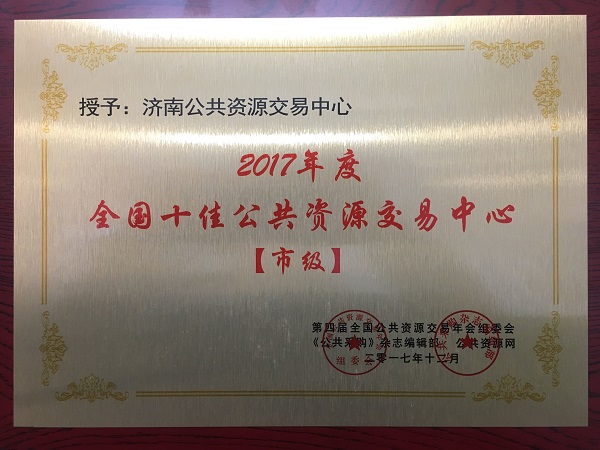 授予：济南公共资源交易中心
2017年度
全国十佳公共资源交易中心
【市级】
第四届全国公共资源交易年会组委会
《公共采购》杂志编辑部 公共资源网
二零一七年十二月
组委会